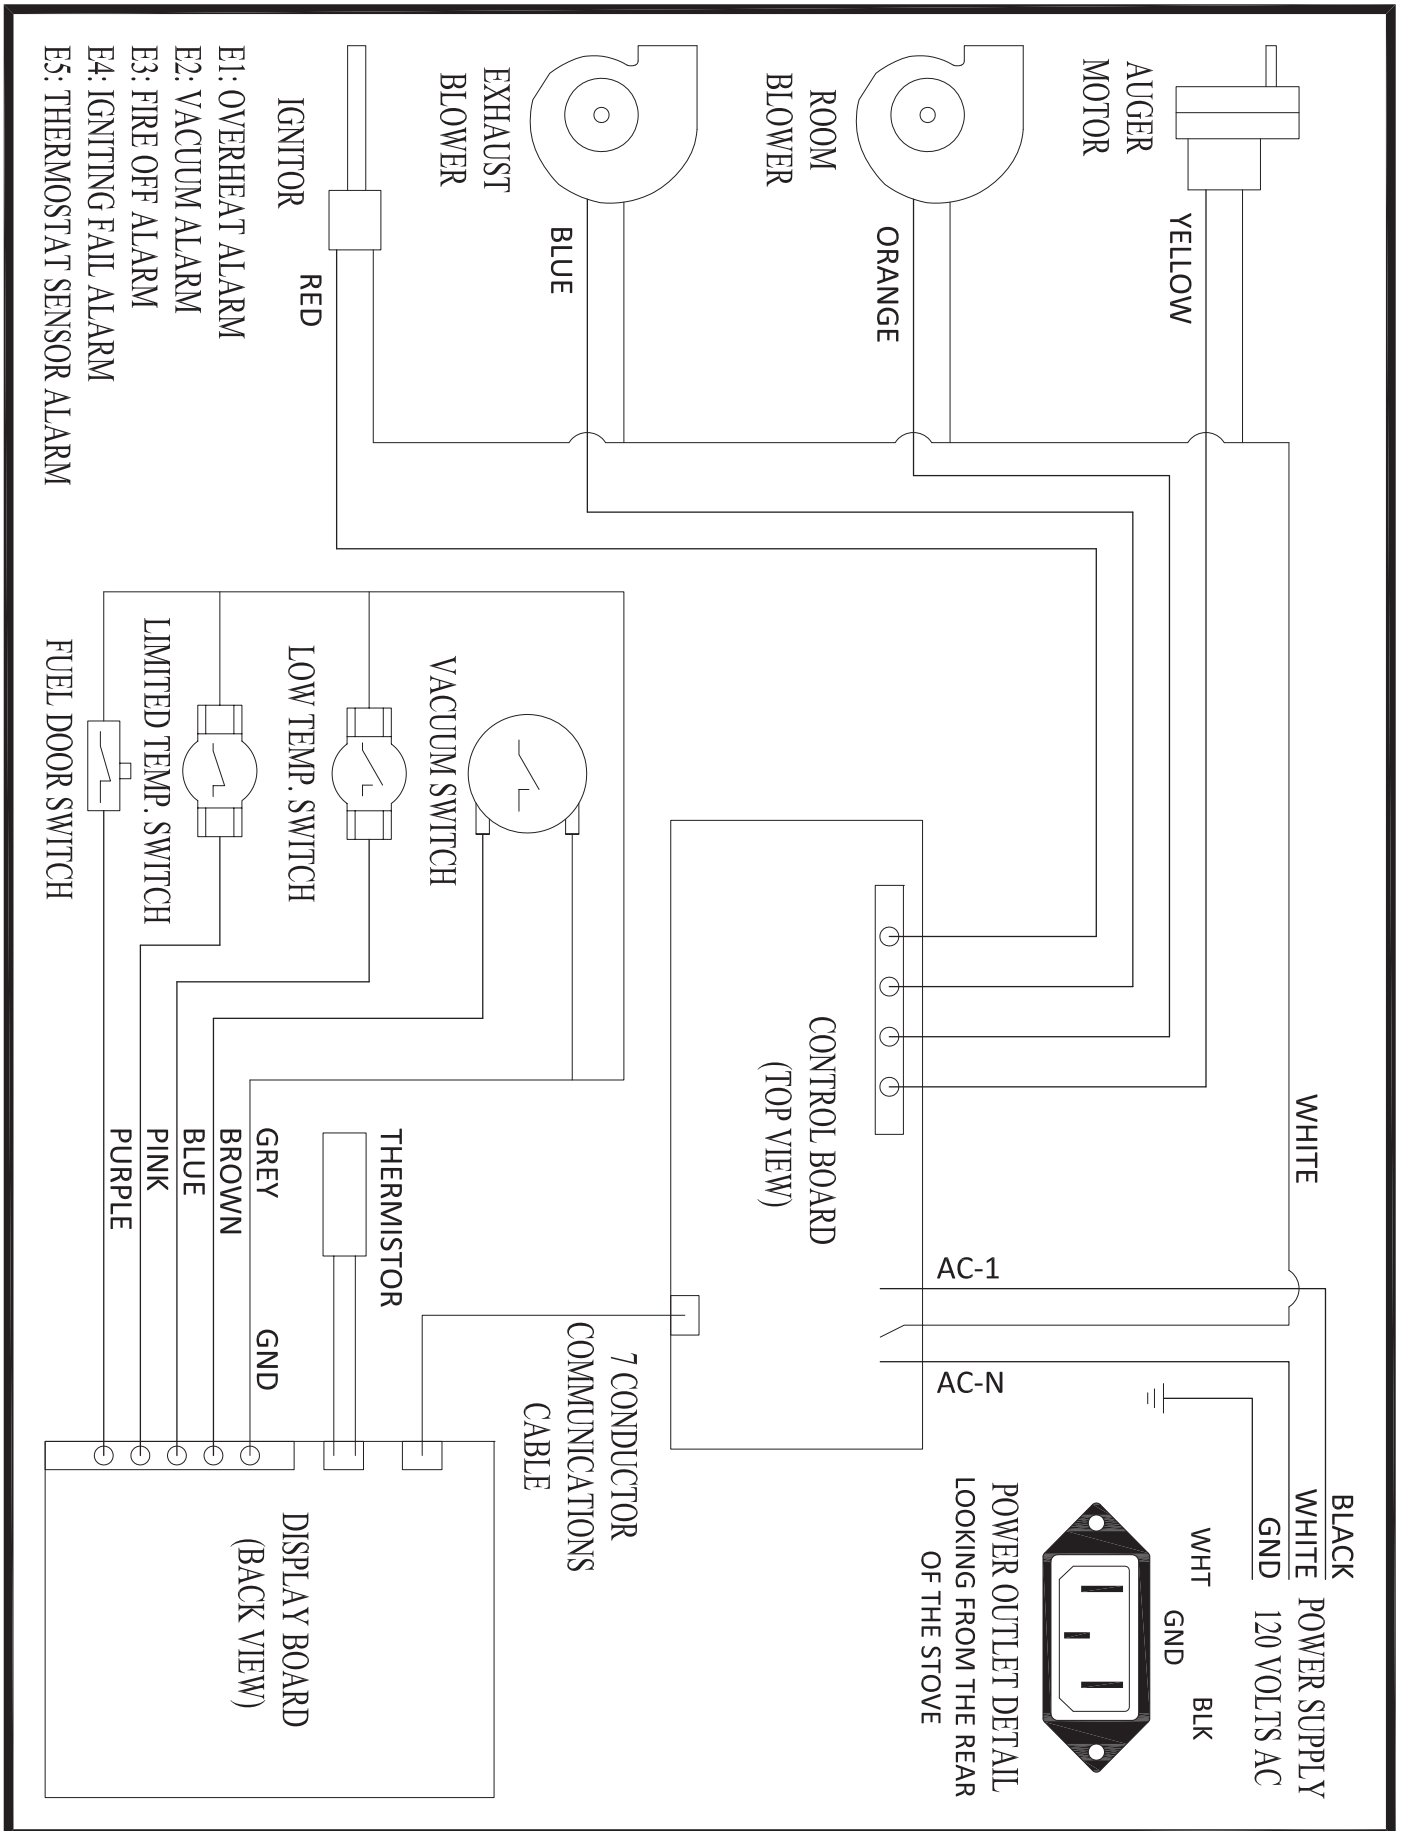 AUGER
MOTOR
YELLOW
ROOM
BLOWER
ORANGE
EXHAUST
BLOWER
BLUE
IGNITOR
RED
E1: OVERHEAT ALARM
E2: VACUUM ALARM
E3: FIRE OFF ALARM
E4: IGNITING FAIL ALARM
E5: THERMOSTAT SENSOR ALARM
WHITE
CONTROL BOARD
(TOP VIEW)
AC-1
AC-N
VACUUM SWITCH
LOW TEMP. SWITCH
LIMITED TEMP. SWITCH
FUEL DOOR SWITCH
THERMISTOR
GREY
GND
BROWN
BLUE
PINK
PURPLE
7 CONDUCTOR
COMMUNICATIONS
CABLE
BLACK
WHITE
GND
POWER SUPPLY
120 VOLTS AC
WHT
GND
BLK
POWER OUTLET DETAIL
LOOKING FROM THE REAR
OF THE STOVE
DISPLAY BOARD
(BACK VIEW)